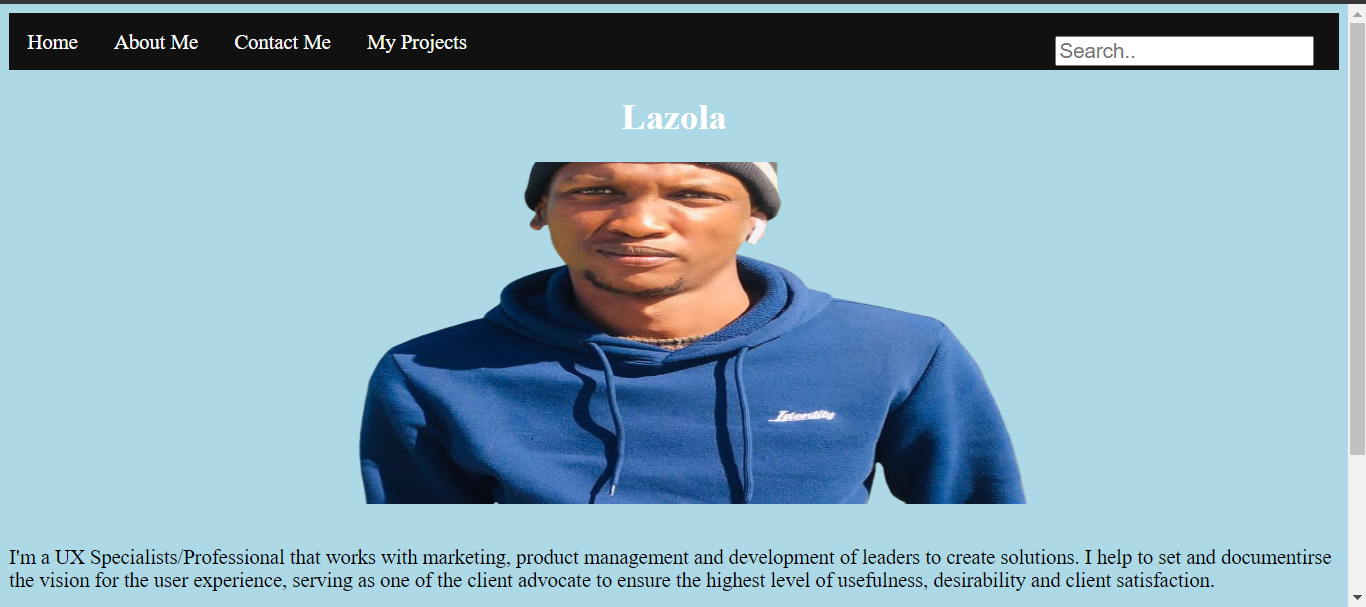 Home About Me Contact Me My Projects Search..
Lazola
Identity
I'm a UX Specialists/Professional that works with marketing, product management and development of leaders to create solutions. I help to set and documentirse
the vision for the user experience, serving as one of the client advocate to ensure the highest level of usefulness, desirability and client satisfaction.